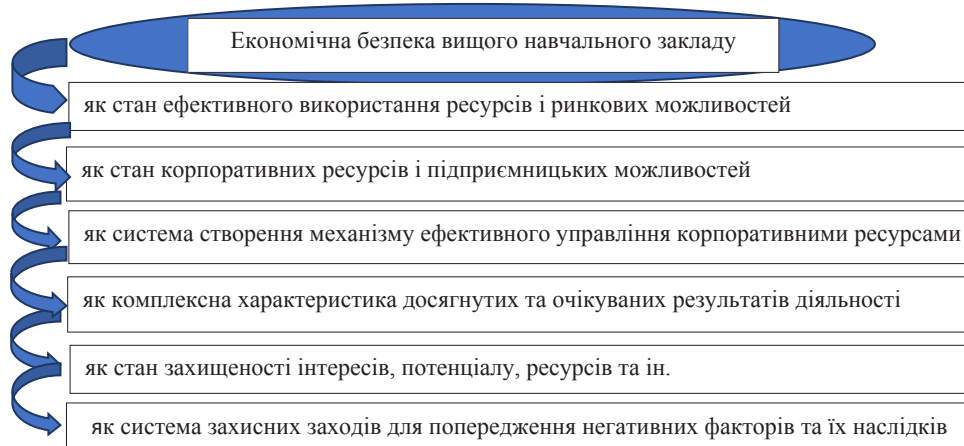 Економічна безпека вищого навчального закладу
як стан ефективного використання ресурсів і ринкових можливостей
як стан корпоративних ресурсів і підприємницьких можливостей
як система створення механізму ефективного управління корпоративними ресурсами
як комплексна характеристика досягнутих та очікуваних результатів діяльності
як стан захищеності інтересів, потенціалу, ресурсів та ін.
як система захисних заходів для попередження негативних факторів та їх наслідків